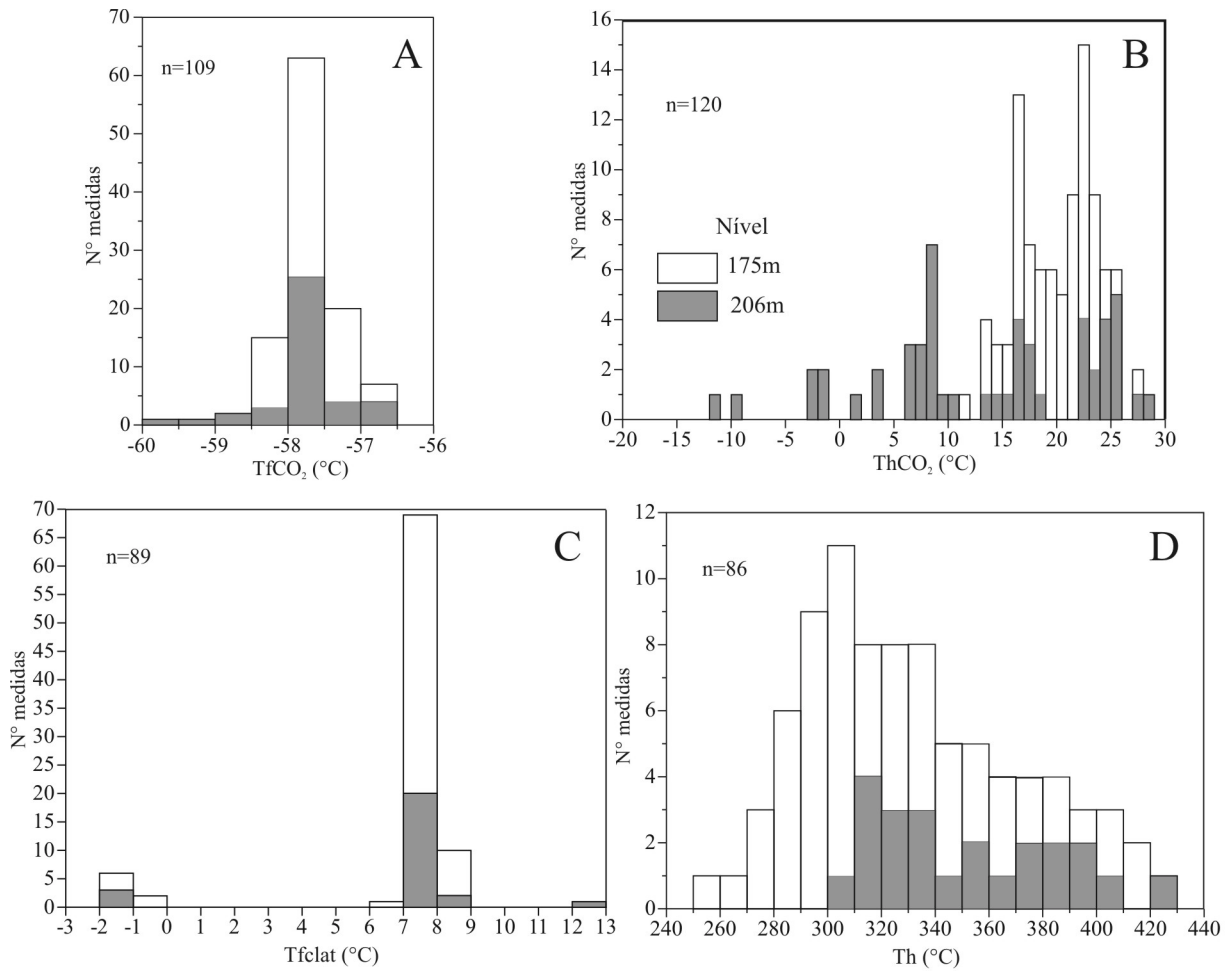 A
n=109
70
60
50
40
30
20
10
0
N° medidas
-60 -59 -58 -57 -56
TfCO₂ (°C)
B
n=120
16
14
12
10
8
6
4
2
0
N° medidas
Nível
175m
206m
-20 -15 -10 -5 0 5 10 15 20 25 30
ThCO₂ (°C)
C
n=89
70
65
60
55
50
45
40
35
30
25
20
15
10
5
0
N° medidas
-3 -2 -1 0 1 2 3 4 5 6 7 8 9 10 11 12 13
Tfclat (°C)
D
n=86
12
10
8
6
4
2
0
N° medidas
240 260 280 300 320 340 360 380 400 420 440
Th (°C)